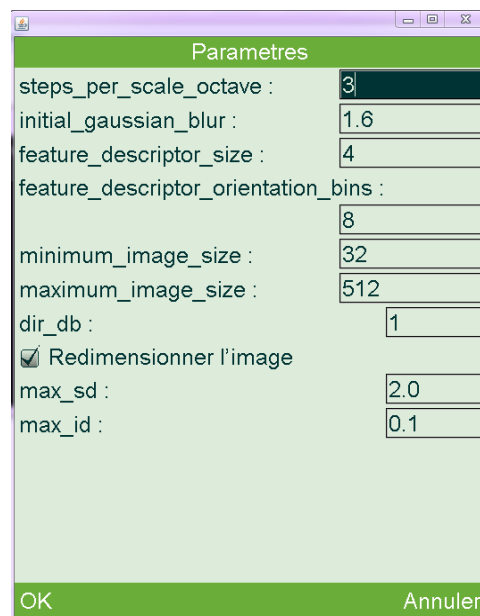 Parametres
steps_per_scale_octave : 3
initial_gaussian_blur : 1.6
feature_descriptor_size : 4
feature_descriptor_orientation_bins :
8
minimum_image_size : 32
maximum_image_size : 512
dir_db : 1
Redimensionner l'image
max_sd : 2.0
max_id : 0.1
OK Annuler